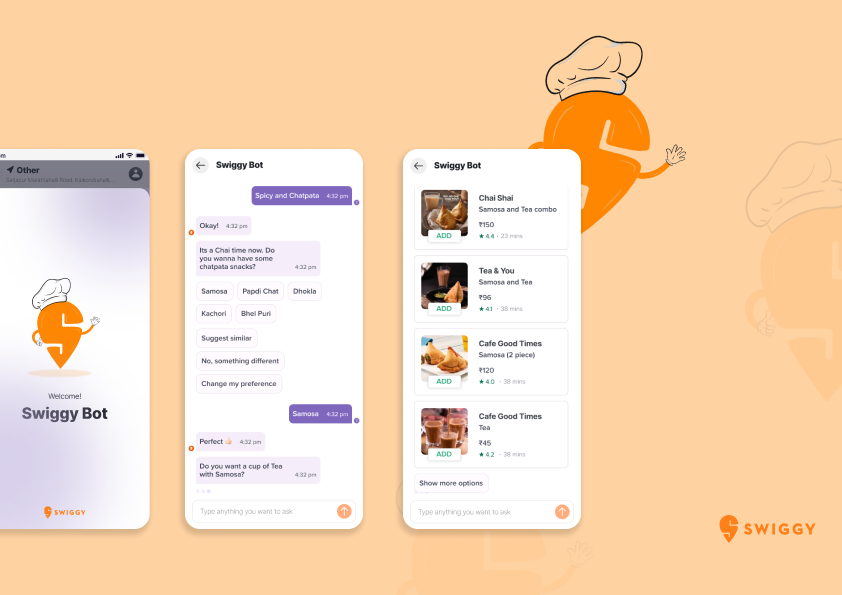 Other
Swiggy Bot
Spicy and Chatpata 4:32 pm
Okay! 4:32 pm
Its a Chai time now. Do
you wanna have some
chatpata snacks? 4:32 pm
Samosa Papdi Chat Dhokla
Kachori Bhel Puri
Suggest similar
No, something different
Change my preference
Samosa 4:32 pm
Perfect 👍🏻 4:32 pm
Do you want a cup of Tea
with Samosa? 4:32 pm
Type anything you want to ask
Swiggy Bot
Chai Shai
Samosa and Tea combo
₹150
ADD
★ 4.4 • 23 mins
Tea & You
Samosa and Tea
₹96
ADD
★ 4.1 • 38 mins
Cafe Good Times
Samosa (2 piece)
₹120
ADD
★ 4.0 • 38 mins
Cafe Good Times
Tea
₹45
ADD
★ 4.2 • 38 mins
Show more options
Type anything you want to ask
Welcome!
Swiggy Bot
SWIGGY
SWIGGY